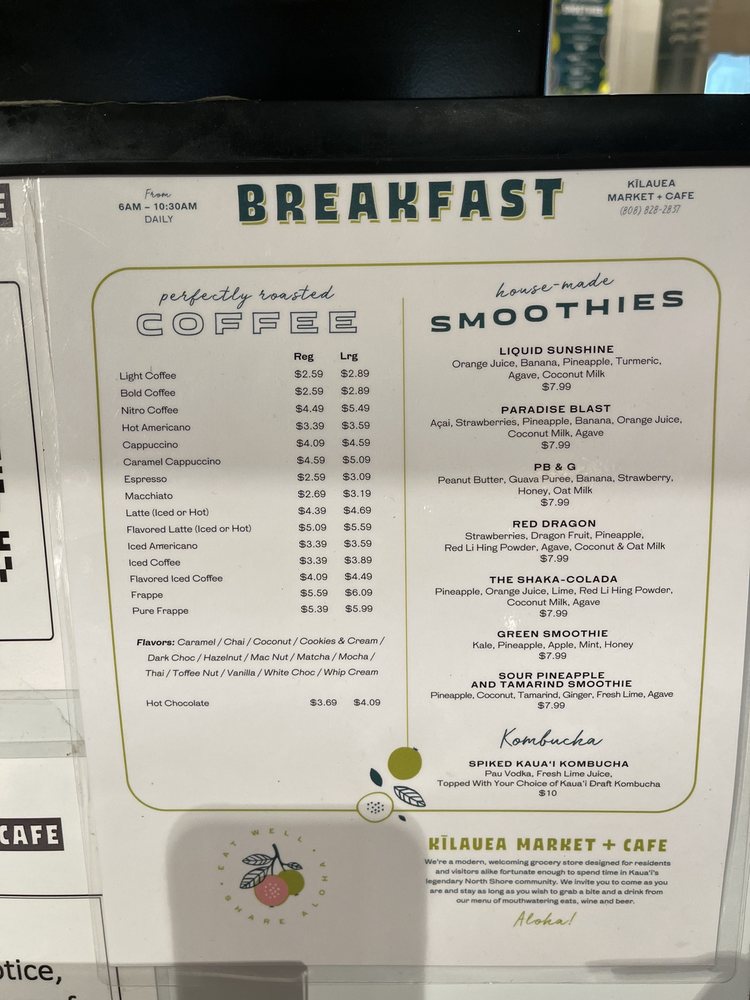 From
6AM – 10:30AM
DAILY
BREAKFAST
KĪLAUEA
MARKET + CAFE
(808) 828-2837
perfectly roasted
COFFEE
Reg Lrg
Light Coffee $2.59 $2.89
Bold Coffee $2.59 $2.89
Nitro Coffee $4.49 $5.49
Hot Americano $3.39 $3.59
Cappuccino $4.09 $4.59
Caramel Cappuccino $4.59 $5.09
Espresso $2.59 $3.09
Macchiato $2.69 $3.19
Latte (Iced or Hot) $4.39 $4.69
Flavored Latte (Iced or Hot) $5.09 $5.59
Iced Americano $3.39 $3.59
Iced Coffee $3.39 $3.89
Flavored Iced Coffee $4.09 $4.49
Frappe $5.59 $6.09
Pure Frappe $5.39 $5.99
Flavors: Caramel / Chai / Coconut / Cookies & Cream /
Dark Choc / Hazelnut / Mac Nut / Matcha / Mocha /
Thai / Toffee Nut / Vanilla / White Choc / Whip Cream
Hot Chocolate $3.69 $4.09
house-made
SMOOTHIES
LIQUID SUNSHINE
Orange Juice, Banana, Pineapple, Turmeric,
Agave, Coconut Milk
$7.99
PARADISE BLAST
Açai, Strawberries, Pineapple, Banana, Orange Juice,
Coconut Milk, Agave
$7.99
PB & G
Peanut Butter, Guava Puree, Banana, Strawberry,
Honey, Oat Milk
$7.99
RED DRAGON
Strawberries, Dragon Fruit, Pineapple,
Red Li Hing Powder, Agave, Coconut & Oat Milk
$7.99
THE SHAKA-COLADA
Pineapple, Orange Juice, Lime, Red Li Hing Powder,
Coconut Milk, Agave
$7.99
GREEN SMOOTHIE
Kale, Pineapple, Apple, Mint, Honey
$7.99
SOUR PINEAPPLE
AND TAMARIND SMOOTHIE
Pineapple, Coconut, Tamarind, Ginger, Fresh Lime, Agave
$7.99
Kombucha
SPIKED KAUA'I KOMBUCHA
Pau Vodka, Fresh Lime Juice,
Topped With Your Choice of Kaua'i Draft Kombucha
$10
EAT WELL • SHARE ALOHA •
KĪLAUEA MARKET + CAFE
We're a modern, welcoming grocery store designed for residents
and visitors alike fortunate enough to spend time in Kaua'i's
legendary North Shore community. We invite you to come as you
are and stay as long as you wish to grab a bite and a drink from
our menu of mouthwatering eats, wine and beer.
Aloha!
CAFE
otice,